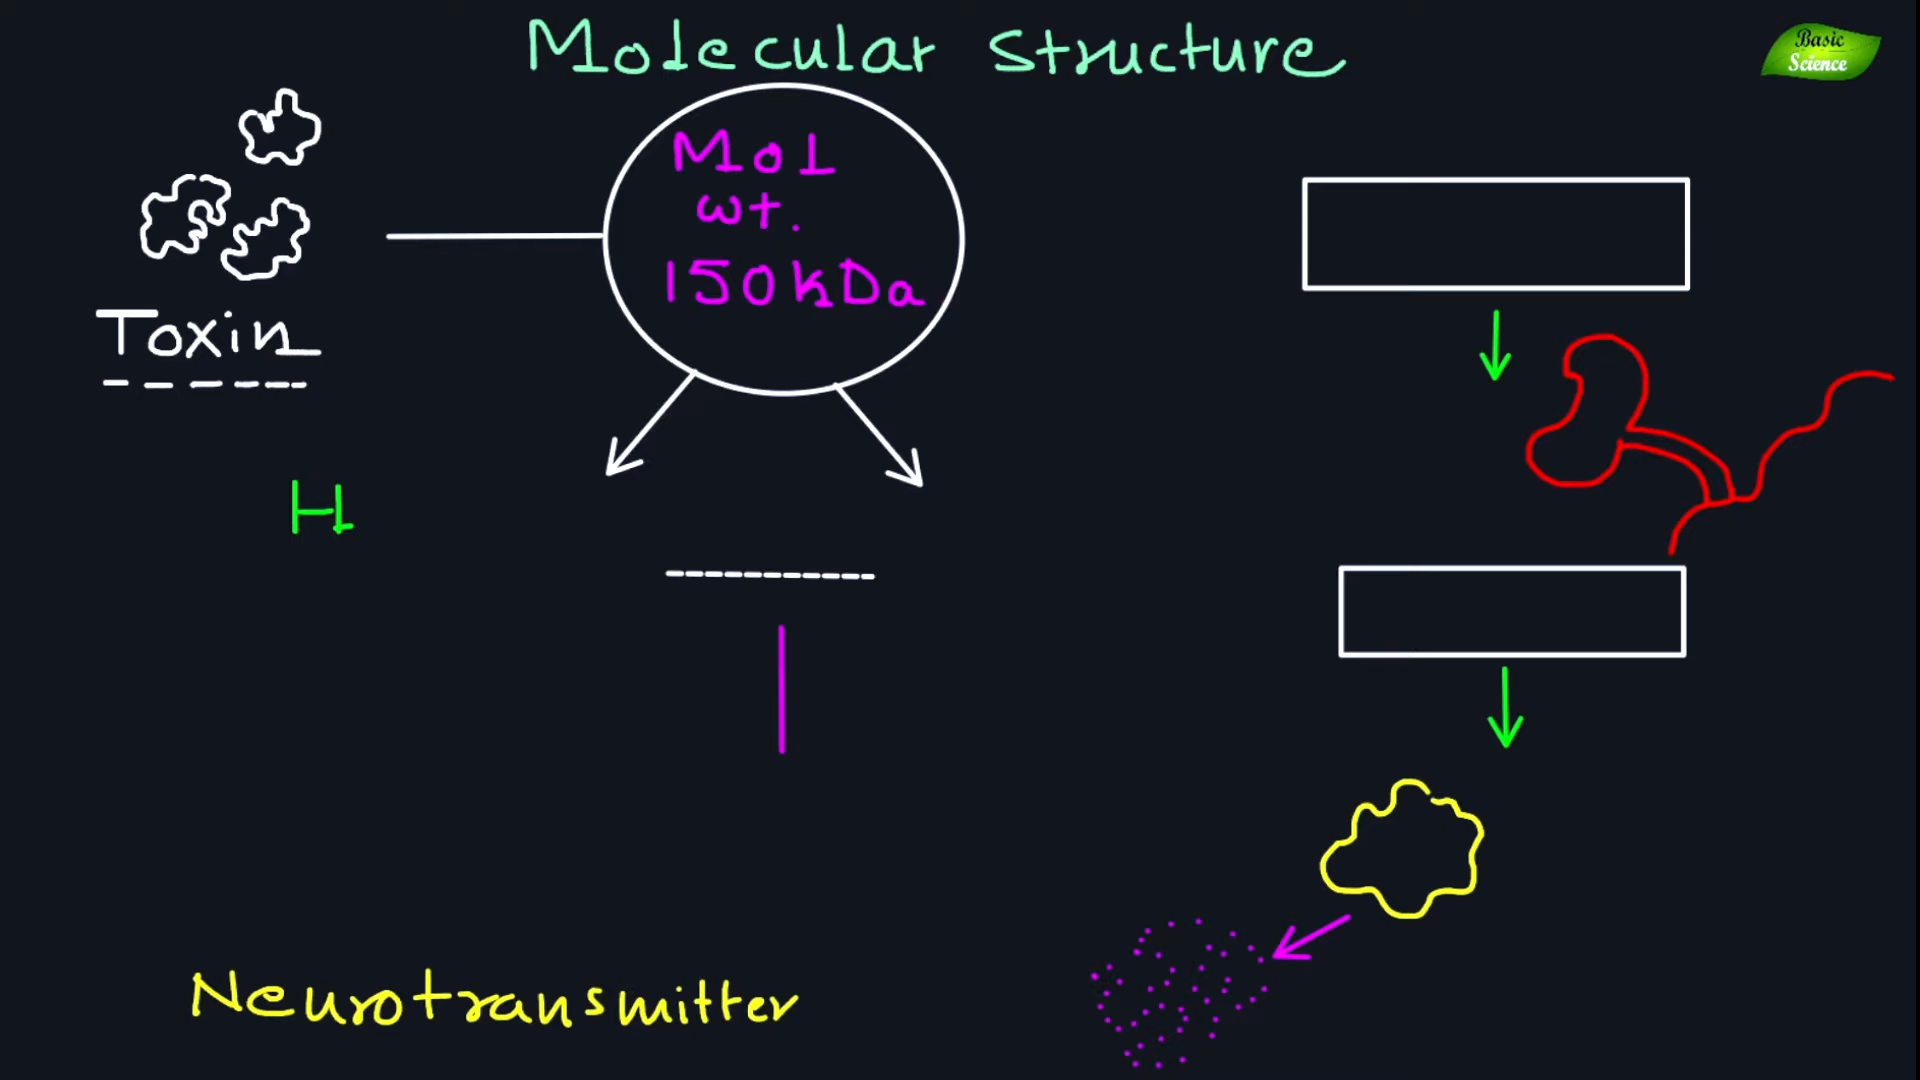 Molecular Structure
Basic
Science
Mol
wt.
150kDa
Toxin
H
Neurotransmitter